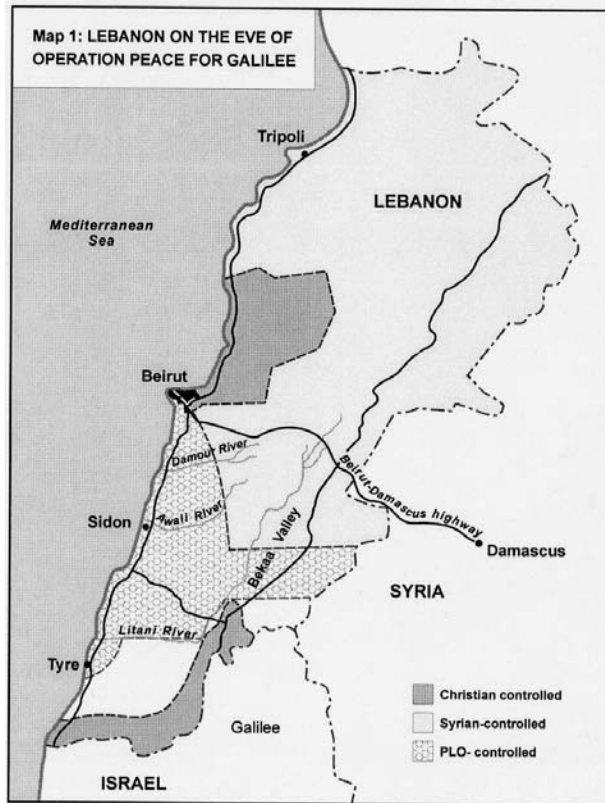 Map 1: LEBANON ON THE EVE OF
OPERATION PEACE FOR GALILEE
Tripoli
LEBANON
Mediterranean
Sea
Beirut
Damour River
Awali River
Beirut-Damascus highway
Sidon
Bekaa Valley
Damascus
SYRIA
Litani River
Tyre
Christian controlled
Syrian-controlled
PLO- controlled
Galilee
ISRAEL